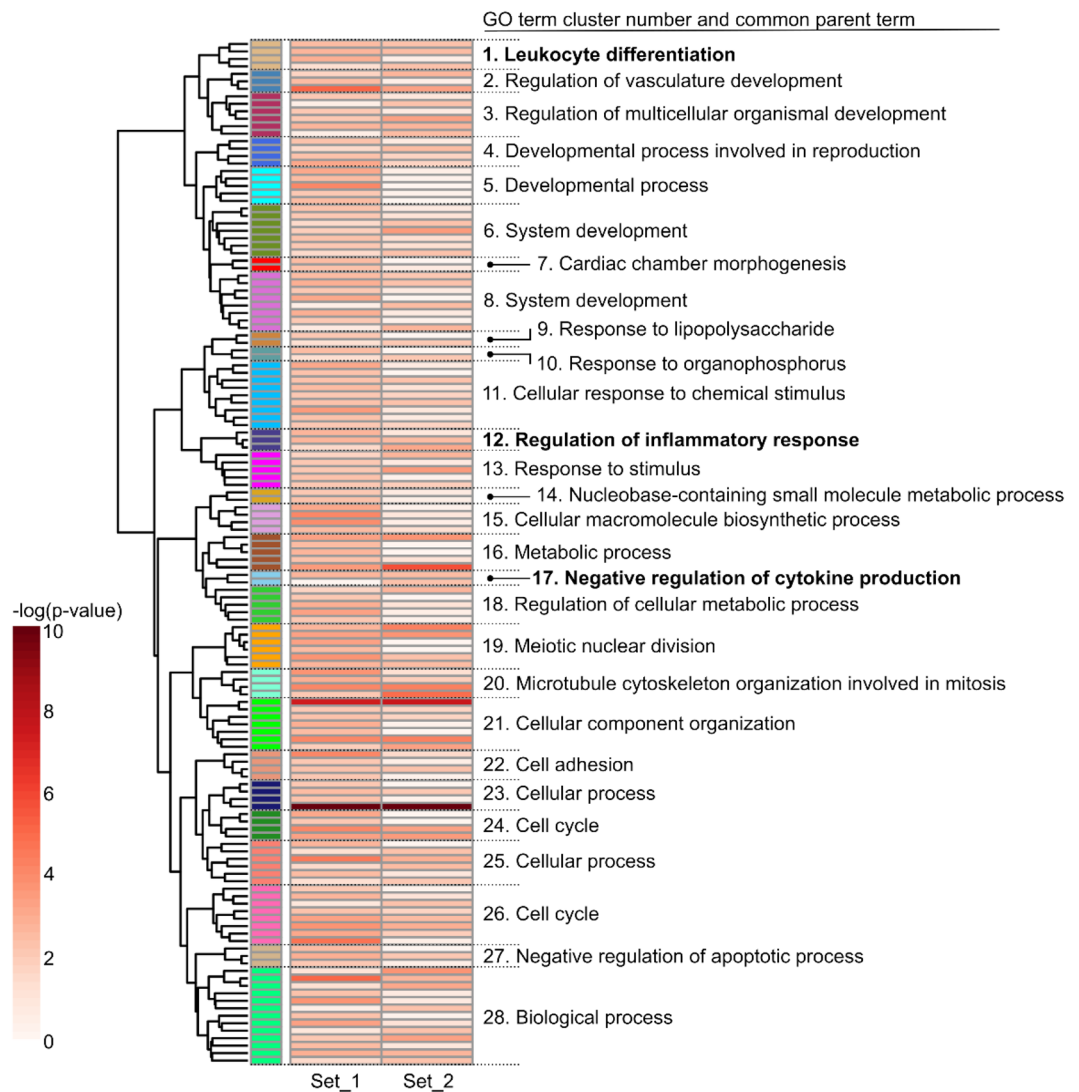 GO term cluster number and common parent term
1. Leukocyte differentiation
2. Regulation of vasculature development
3. Regulation of multicellular organismal development
4. Developmental process involved in reproduction
5. Developmental process
6. System development
7. Cardiac chamber morphogenesis
8. System development
9. Response to lipopolysaccharide
10. Response to organophosphorus
11. Cellular response to chemical stimulus
12. Regulation of inflammatory response
13. Response to stimulus
14. Nucleobase-containing small molecule metabolic process
15. Cellular macromolecule biosynthetic process
16. Metabolic process
17. Negative regulation of cytokine production
18. Regulation of cellular metabolic process
19. Meiotic nuclear division
20. Microtubule cytoskeleton organization involved in mitosis
21. Cellular component organization
22. Cell adhesion
23. Cellular process
24. Cell cycle
25. Cellular process
26. Cell cycle
27. Negative regulation of apoptotic process
28. Biological process
-log(p-value)
10
8
6
4
2
0
Set_1 Set_2